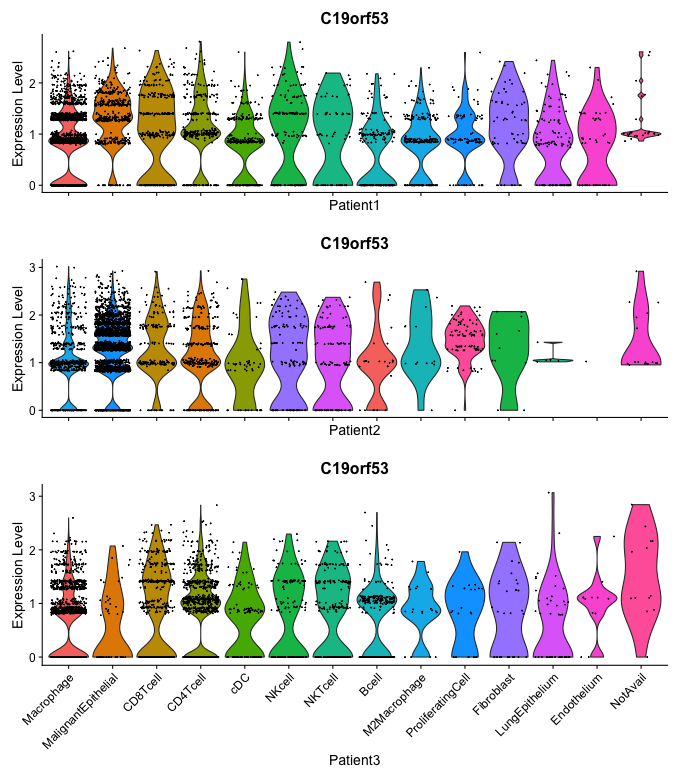 C19orf53
Expression Level
2
1
0
Patient1
C19orf53
Expression Level
3
2
1
0
Patient2
C19orf53
Expression Level
3
2
1
0
Macrophage
MalignantEpithelial
CD8Tcell
CD4Tcell
cDC
NKcell
NKTcell
Bcell
M2Macrophage
ProliferatingCell
Fibroblast
LungEpithelium
Endothelium
NotAvail
Patient3